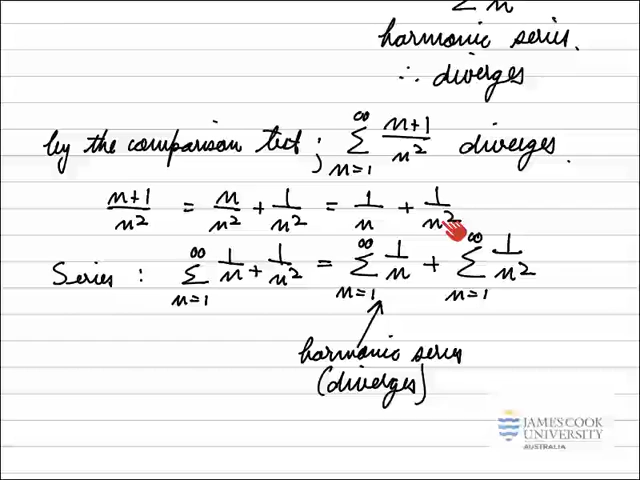 Σ n
harmonic series.
∴ diverges
by the comparison test; ∞ Σ n=1 n+1/n² diverges.
n+1/n² = n/n² + 1/n² = 1/n + 1/n²
Series : ∞ Σ n=1 1/n + 1/n² = ∞ Σ n=1 1/n + ∞ Σ n=1 1/n²
harmonic series
(diverges)
JAMES COOK
UNIVERSITY
AUSTRALIA